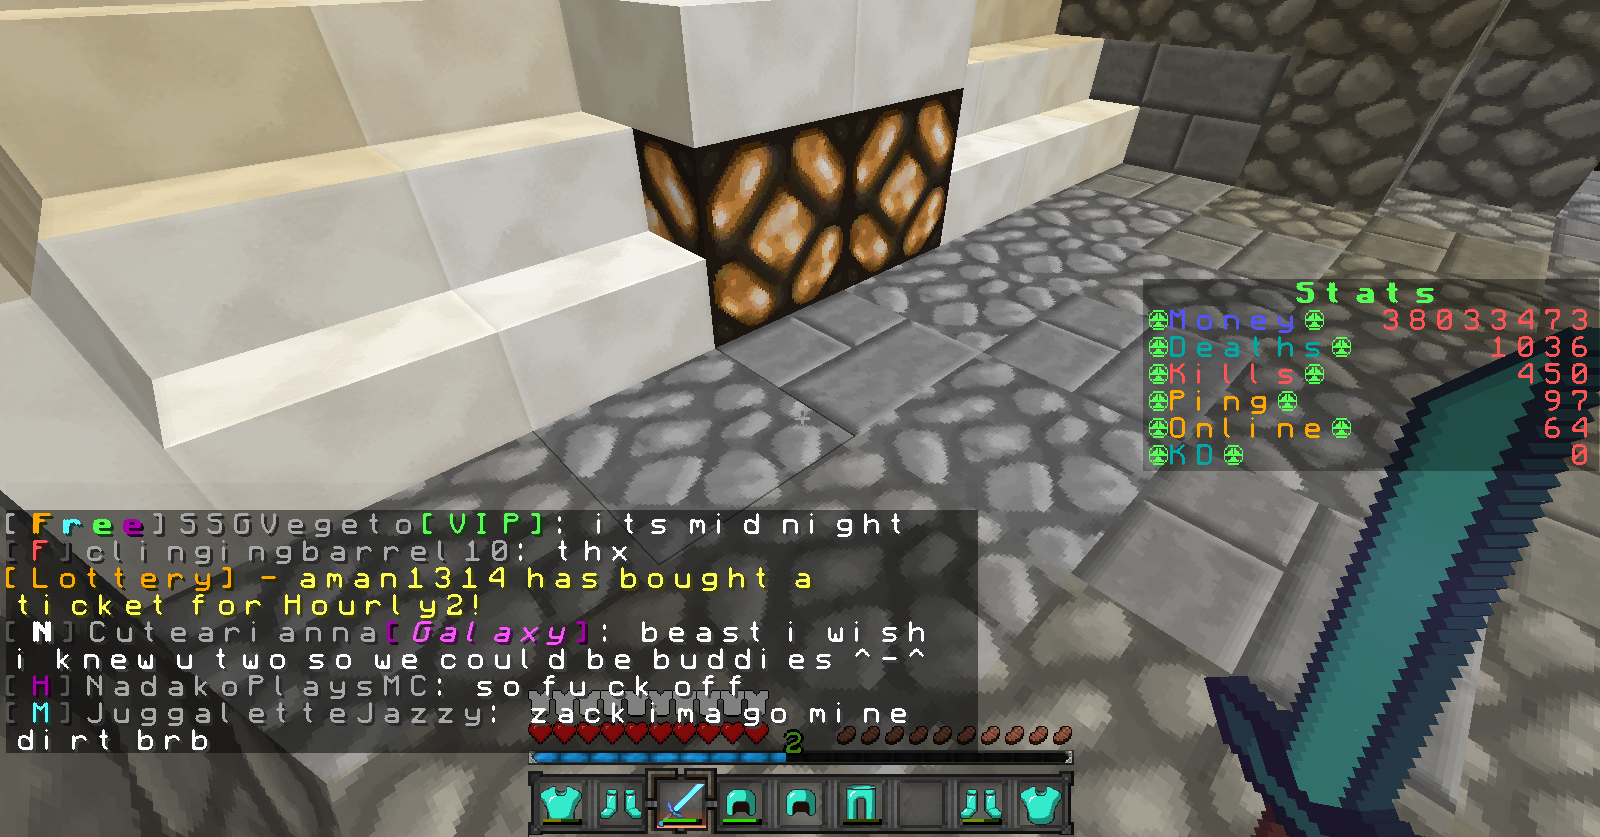 Stats
Money 38033473
Deaths 1036
Kills 450
Ping 97
Online 64
KD 0
[Free]SSGVegeto[VIP]: its midnight
[F]clingingbarrel10: thx
[Lottery] - aman1314 has bought a
ticket for Hourly2!
[N]Cutearianna[Galaxy]: beast i wish
i knew u two so we could be buddies ^-^
[H]NadakoPlaysMC: so fuck off
[M]JuggaletteJazzy: zack ima go mine
dirt brb
2